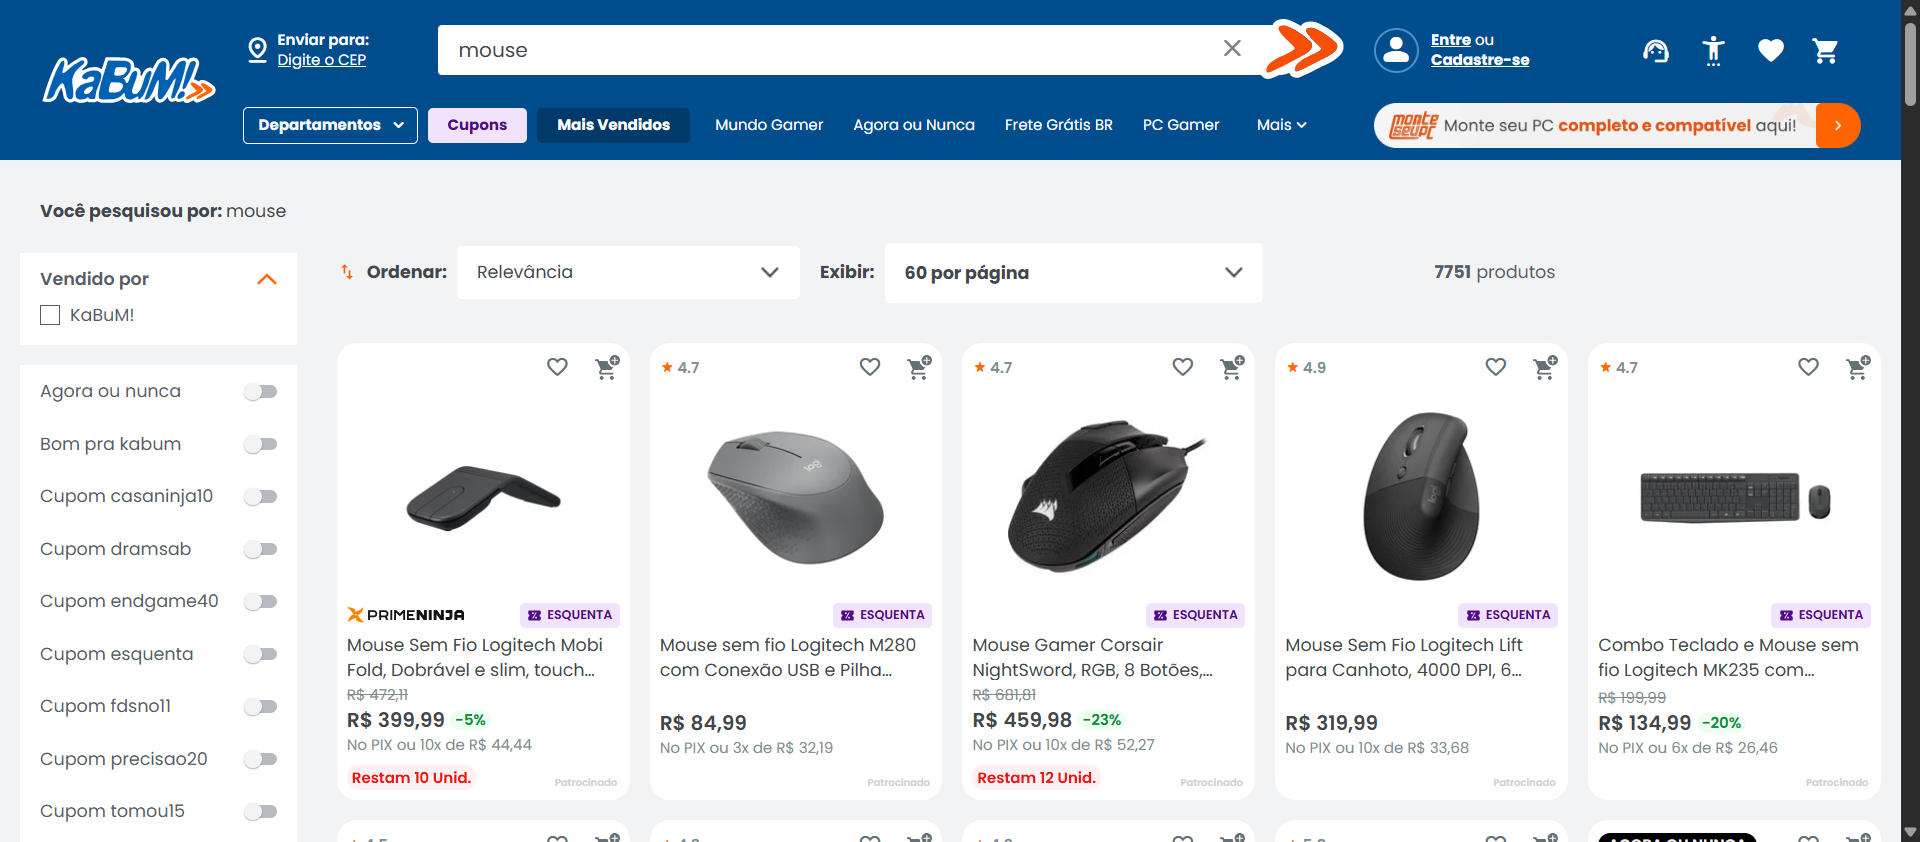 KaBuM!
Enviar para:
Digite o CEP
mouse
Entre ou
Cadastre-se
Departamentos
Cupons
Mais Vendidos
Mundo Gamer
Agora ou Nunca
Frete Grátis BR
PC Gamer
Mais
monte seu pc
Monte seu PC completo e compatível aqui!
Você pesquisou por: mouse
Vendido por
KaBuM!
Agora ou nunca
Bom pra kabum
Cupom casaninja10
Cupom dramsab
Cupom endgame40
Cupom esquenta
Cupom fdsno11
Cupom precisao20
Cupom tomou15
Ordenar: Relevância
Exibir: 60 por página
7751 produtos
PRIMENINJA
ESQUENTA
Mouse Sem Fio Logitech Mobi
Fold, Dobrável e slim, touch...
R$ 472,11
R$ 399,99 -5%
No PIX ou 10x de R$ 44,44
Restam 10 Unid.
Patrocinado
4.7
logi
ESQUENTA
Mouse sem fio Logitech M280
com Conexão USB e Pilha...
R$ 84,99
No PIX ou 3x de R$ 32,19
Patrocinado
4.7
ESQUENTA
Mouse Gamer Corsair
NightSword, RGB, 8 Botões,...
R$ 681,81
R$ 459,98 -23%
No PIX ou 10x de R$ 52,27
Restam 12 Unid.
Patrocinado
4.9
logi
ESQUENTA
Mouse Sem Fio Logitech Lift
para Canhoto, 4000 DPI, 6...
R$ 319,99
No PIX ou 10x de R$ 33,68
Patrocinado
4.7
ESQUENTA
Combo Teclado e Mouse sem
fio Logitech MK235 com...
R$ 199,99
R$ 134,99 -20%
No PIX ou 6x de R$ 26,46
Patrocinado
AGORA OU NUNCA